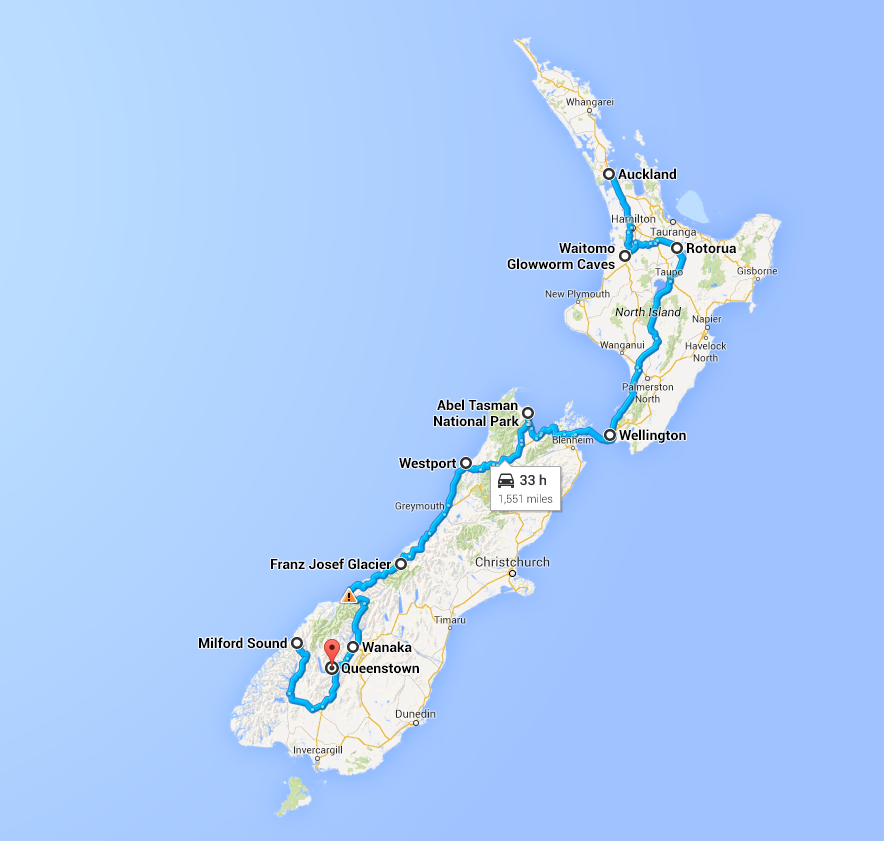 Whangarei
Auckland
Hamilton
Tauranga
Waitomo
Glowworm Caves
Rotorua
Taupo
Gisborne
New Plymouth
North Island
Napier
Wanganui
Havelock
North
Palmerston
North
Abel Tasman
National Park
Wellington
Blenheim
Westport
33 h
1,551 miles
Greymouth
Christchurch
Franz Josef Glacier
Timaru
Milford Sound
Wanaka
Queenstown
Dunedin
Invercargill